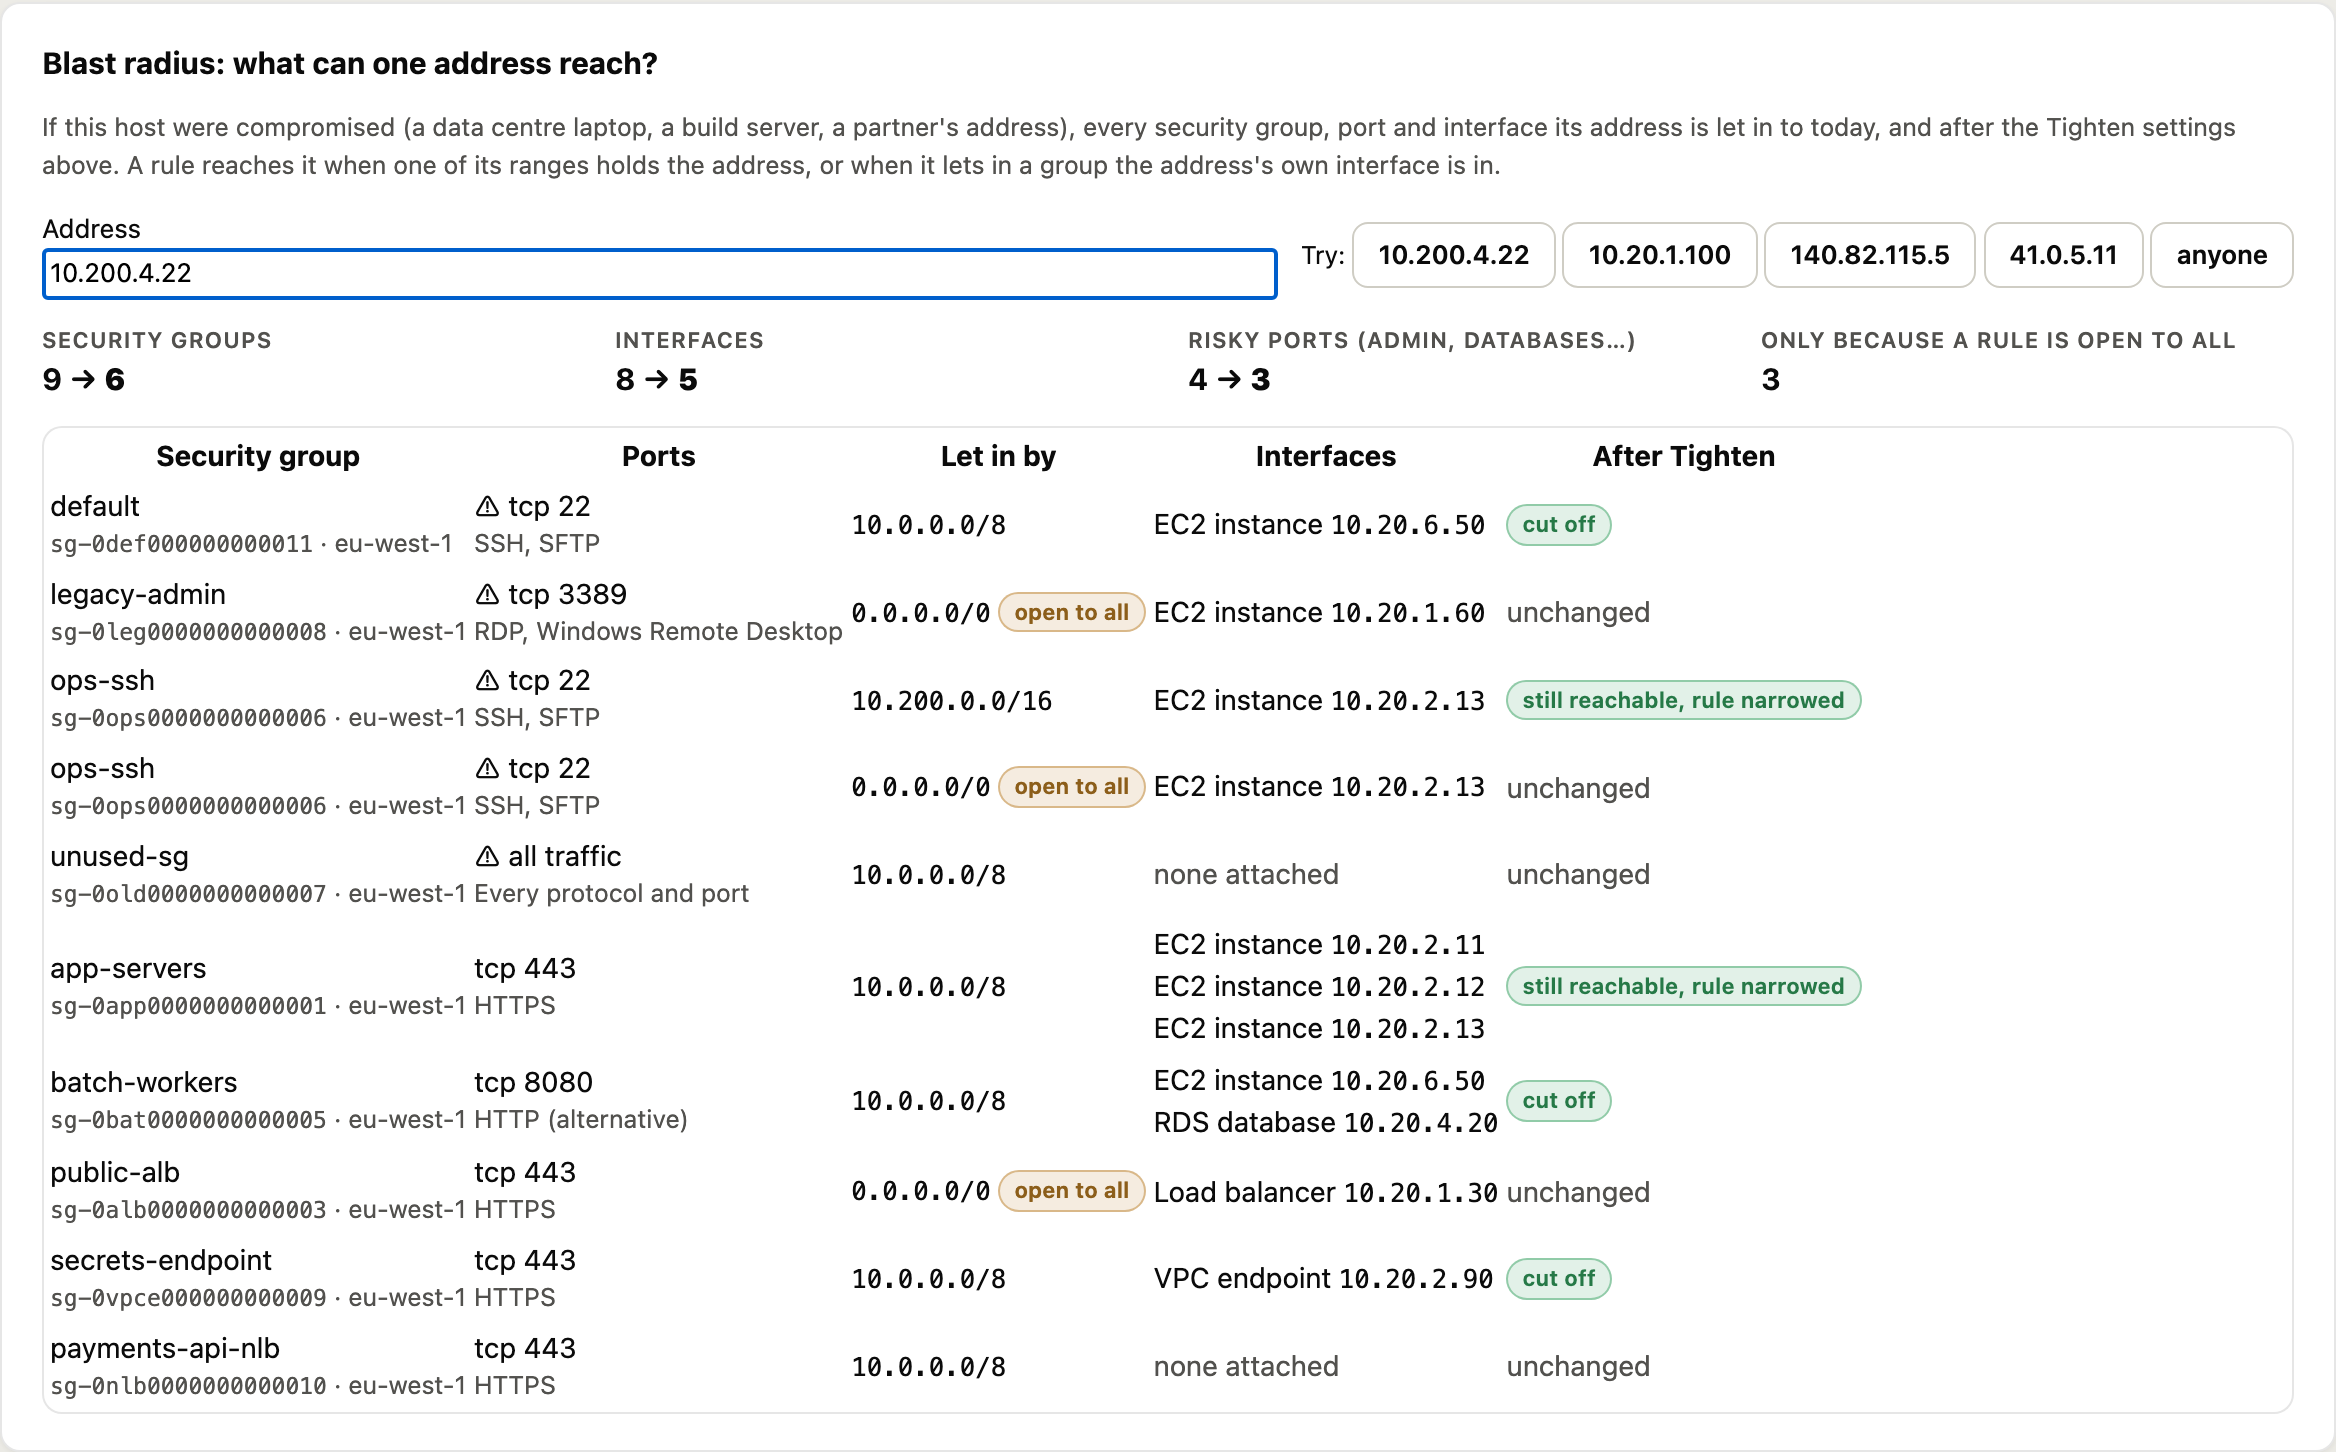 Blast radius: what can one address reach?
If this host were compromised (a data centre laptop, a build server, a partner's address), every security group, port and interface its address is let in to today, and after the Tighten settings
above. A rule reaches it when one of its ranges holds the address, or when it lets in a group the address's own interface is in.
Address
10.200.4.22
Try: 10.200.4.22 10.20.1.100 140.82.115.5 41.0.5.11 anyone
SECURITY GROUPS INTERFACES RISKY PORTS (ADMIN, DATABASES…) ONLY BECAUSE A RULE IS OPEN TO ALL
9 → 6 8 → 5 4 → 3 3
Security group Ports Let in by Interfaces After Tighten
default ⚠ tcp 22
sg-0def000000000011 · eu-west-1 SSH, SFTP
10.0.0.0/8 EC2 instance 10.20.6.50 cut off
legacy-admin ⚠ tcp 3389
sg-0leg0000000000008 · eu-west-1 RDP, Windows Remote Desktop
0.0.0.0/0 open to all EC2 instance 10.20.1.60 unchanged
ops-ssh ⚠ tcp 22
sg-0ops0000000000006 · eu-west-1 SSH, SFTP
10.200.0.0/16 EC2 instance 10.20.2.13 still reachable, rule narrowed
ops-ssh ⚠ tcp 22
sg-0ops0000000000006 · eu-west-1 SSH, SFTP
0.0.0.0/0 open to all EC2 instance 10.20.2.13 unchanged
unused-sg ⚠ all traffic
sg-0old0000000000007 · eu-west-1 Every protocol and port
10.0.0.0/8 none attached unchanged
app-servers tcp 443
sg-0app0000000000001 · eu-west-1 HTTPS
10.0.0.0/8
EC2 instance 10.20.2.11
EC2 instance 10.20.2.12
EC2 instance 10.20.2.13
still reachable, rule narrowed
batch-workers tcp 8080
sg-0bat0000000000005 · eu-west-1 HTTP (alternative)
10.0.0.0/8
EC2 instance 10.20.6.50
RDS database 10.20.4.20
cut off
public-alb tcp 443
sg-0alb0000000000003 · eu-west-1 HTTPS
0.0.0.0/0 open to all Load balancer 10.20.1.30 unchanged
secrets-endpoint tcp 443
sg-0vpce000000000009 · eu-west-1 HTTPS
10.0.0.0/8 VPC endpoint 10.20.2.90 cut off
payments-api-nlb tcp 443
sg-0nlb0000000000010 · eu-west-1 HTTPS
10.0.0.0/8 none attached unchanged